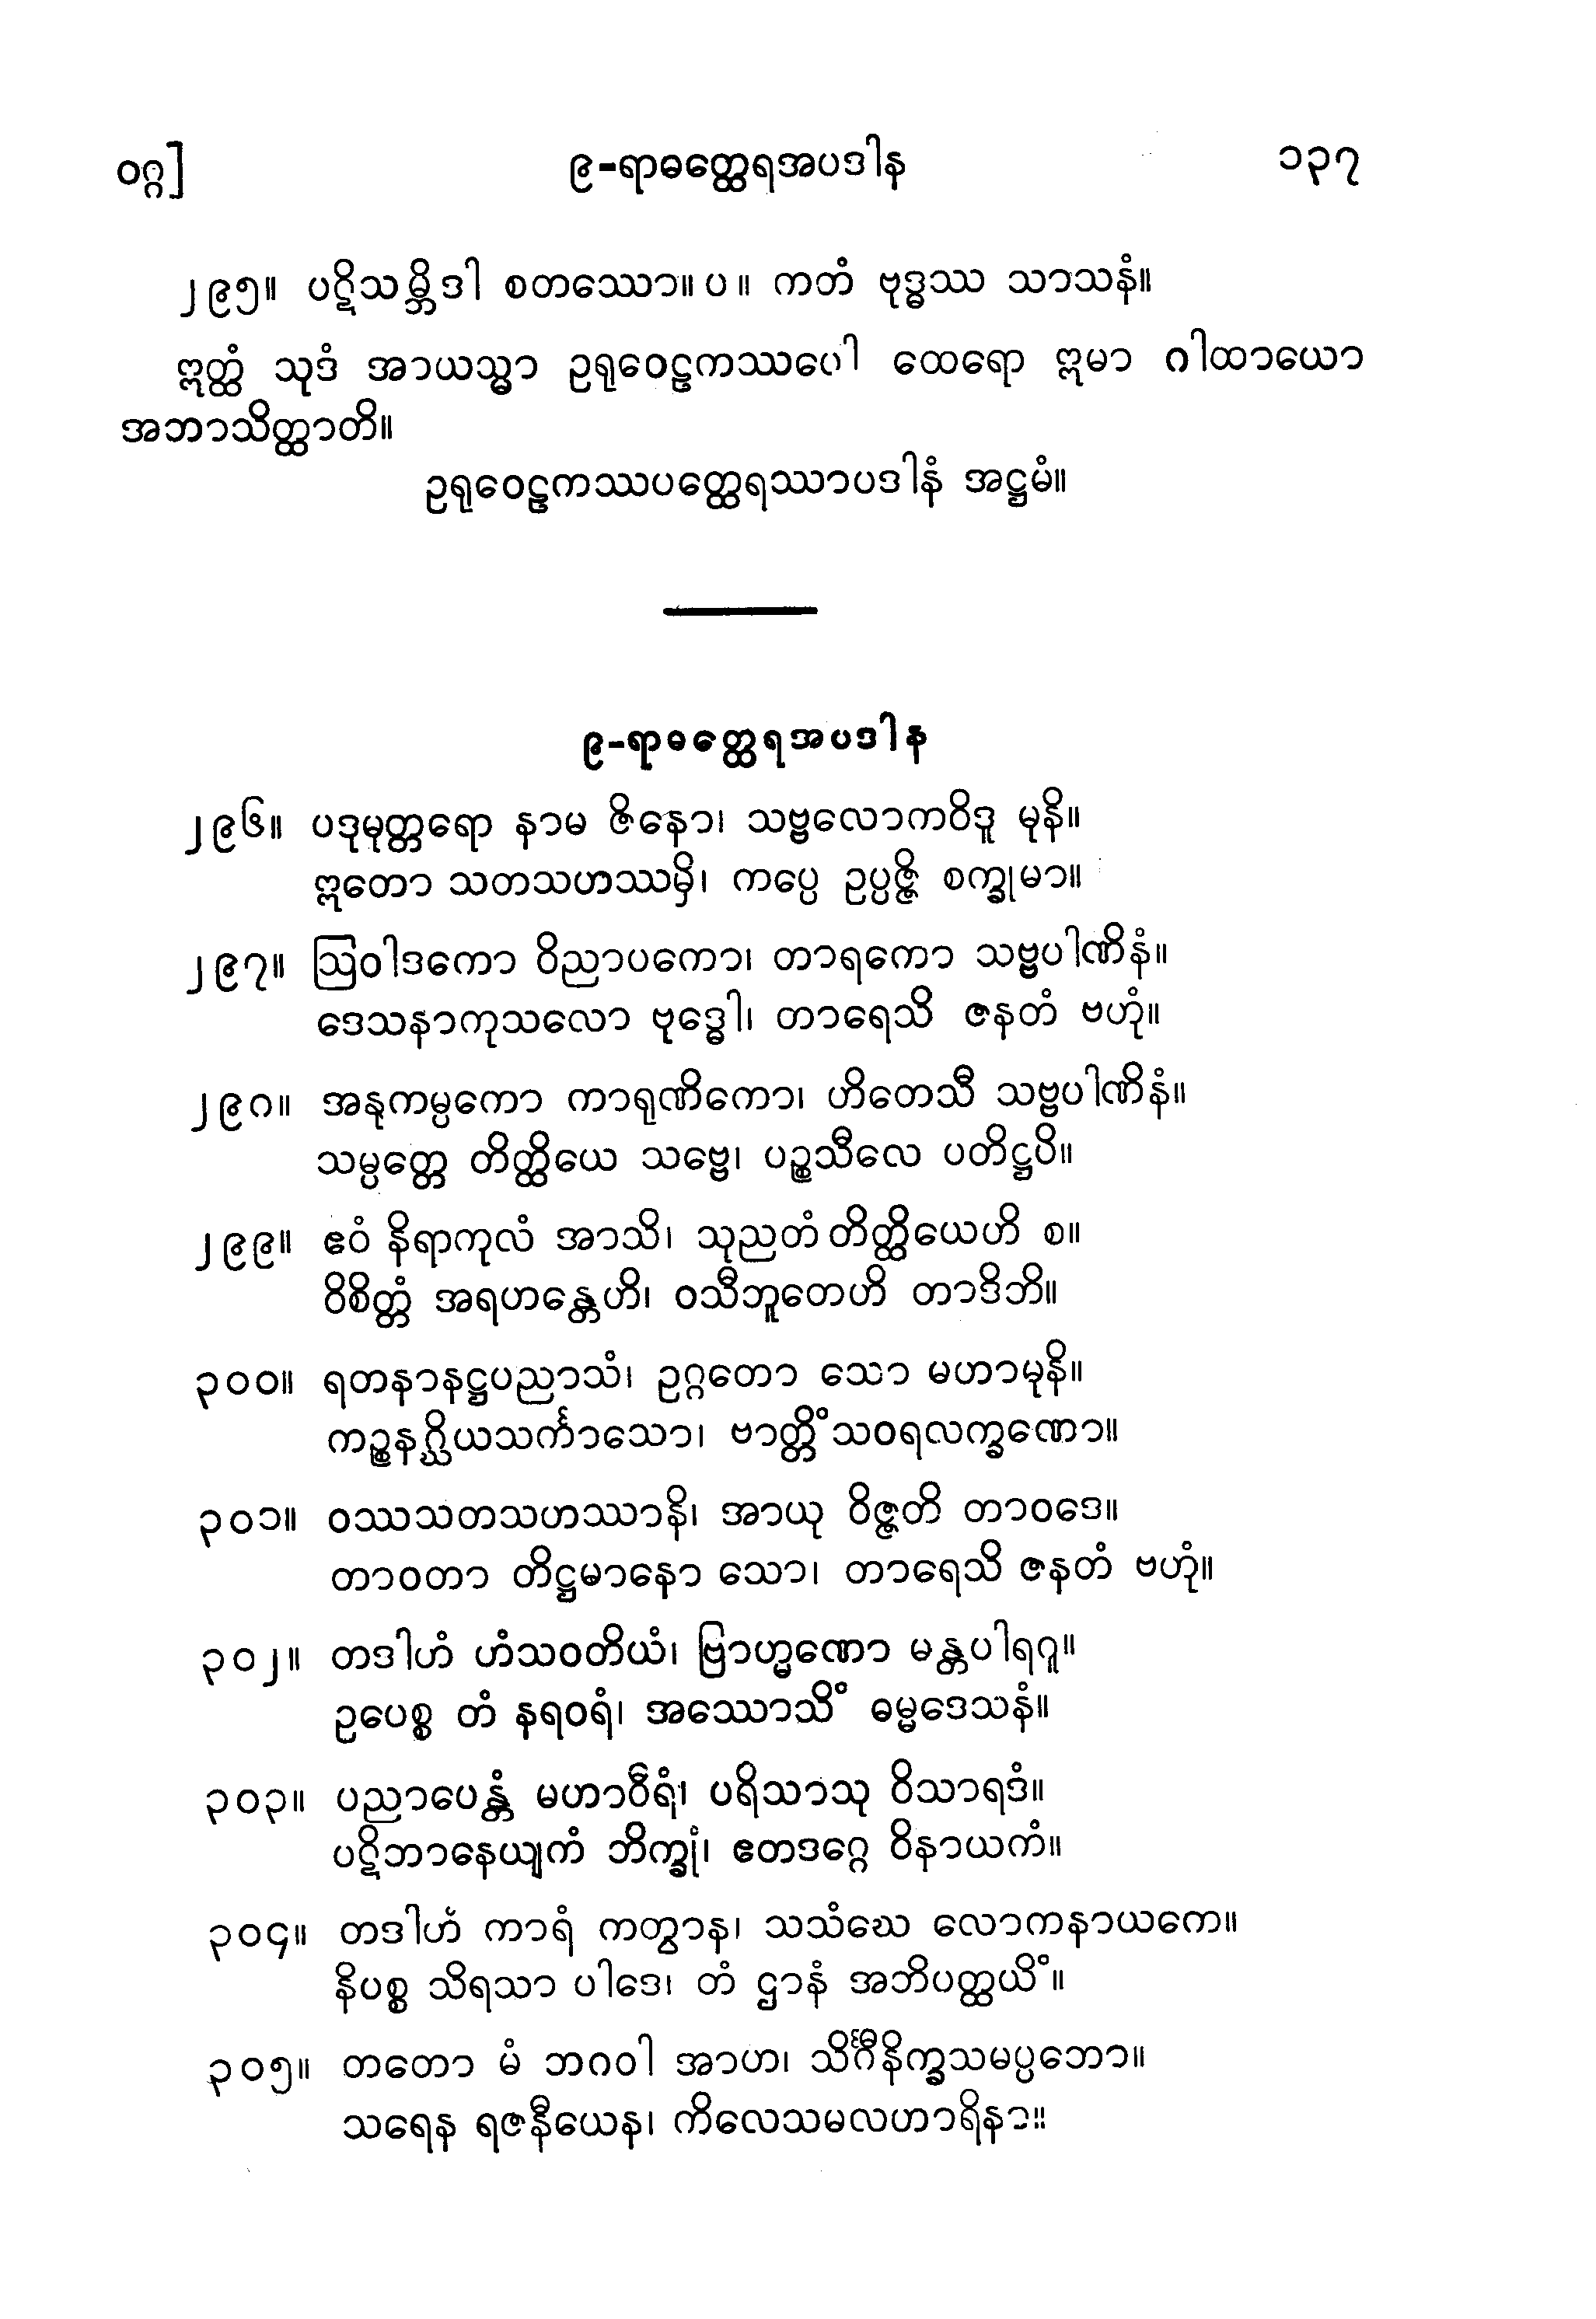 ဝဂ္ဂ] ၉-ရာဓတ္ထေရအပဒါန ၁၃၇
၂၉၅။ ပဋိသမ္ဘိဒါ စတဿော။ ပ ။ ကတံ ဗုဒ္ဓဿ သာသနံ။
ဣတ္ထံ သုဒံ အာယသ္မာ ဥရုဝေဠကဿပေါ ထေရော ဣမာ ဂါထာယော
အဘာသိတ္ထာတိ။
ဥရုဝေဠကဿပတ္ထေရဿာပဒါနံ အဋ္ဌမံ။
၉-ရာဓတ္ထေရအပဒါန
၂၉၆။ ပဒုမုတ္တရော နာမ ဇိနော၊ သဗ္ဗလောကဝိဒူ မုနိ။
ဣတော သတသဟဿမှိ၊ ကပ္ပေ ဥပ္ပဇ္ဇိ စက္ခုမာ။
၂၉၇။ ဩဝါဒကော ဝိညာပကော၊ တာရကော သဗ္ဗပါဏိနံ။
ဒေသနာကုသလော ဗုဒ္ဓေါ၊ တာရေသိ ဇနတံ ဗဟုံ။
၂၉ဂ။ အနုကမ္ပကော ကာရုဏိကော၊ ဟိတေသီ သဗ္ဗပါဏိနံ။
သမ္ပတ္တေ တိတ္ထိယေ သဗ္ဗေ၊ ပဉ္စသီလေ ပတိဋ္ဌပိ။
၂၉၉။ ဧဝံ နိရာကုလံ အာသိ၊ သုညတံ တိတ္ထိယေဟိ စ။
ဝိစိတ္တံ အရဟန္တေဟိ၊ ဝသီဘူတေဟိ တာဒိဘိ။
၃၀၀။ ရတနာနဋ္ဌပညာသံ၊ ဥဂ္ဂတော သော မဟာမုနိ။
ကဉ္စနဂ္ဃိယသင်္ကာသော၊ ဗာတ္တိံသဝရလက္ခဏော။
၃၀၁။ ဝဿသတသဟဿာနိ၊ အာယု ဝိဇ္ဇတိ တာဝဒေ။
တာဝတာ တိဋ္ဌမာနော သော၊ တာရေသိ ဇနတံ ဗဟုံ။
၃၀၂။ တဒါဟံ ဟံသဝတိယံ၊ ဗြာဟ္မဏော မန္တပါရဂူ။
ဥပေစ္စ တံ နရဝရံ၊ အဿောသိံ ဓမ္မဒေသနံ။
၃၀၃။ ပညာပေန္တံ မဟာဝီရံ၊ ပရိသာသု ဝိသာရဒံ။
ပဋိဘာနေယျကံ ဘိက္ခုံ၊ ဧတဒဂ္ဂေ ဝိနာယကံ။
၃၀၄။ တဒါဟံ ကာရံ ကတွာန၊ သသံဃေ လောကနာယကေ။
နိပစ္စ သိရသာ ပါဒေ၊ တံ ဌာနံ အဘိပတ္ထယိံ။
၃၀၅။ တတော မံ ဘဂဝါ အာဟ၊ သိင်္ဂီနိက္ခသမပ္ပဘော။
သရေန ရဇနီယေန၊ ကိလေသမလဟာရိနာ။